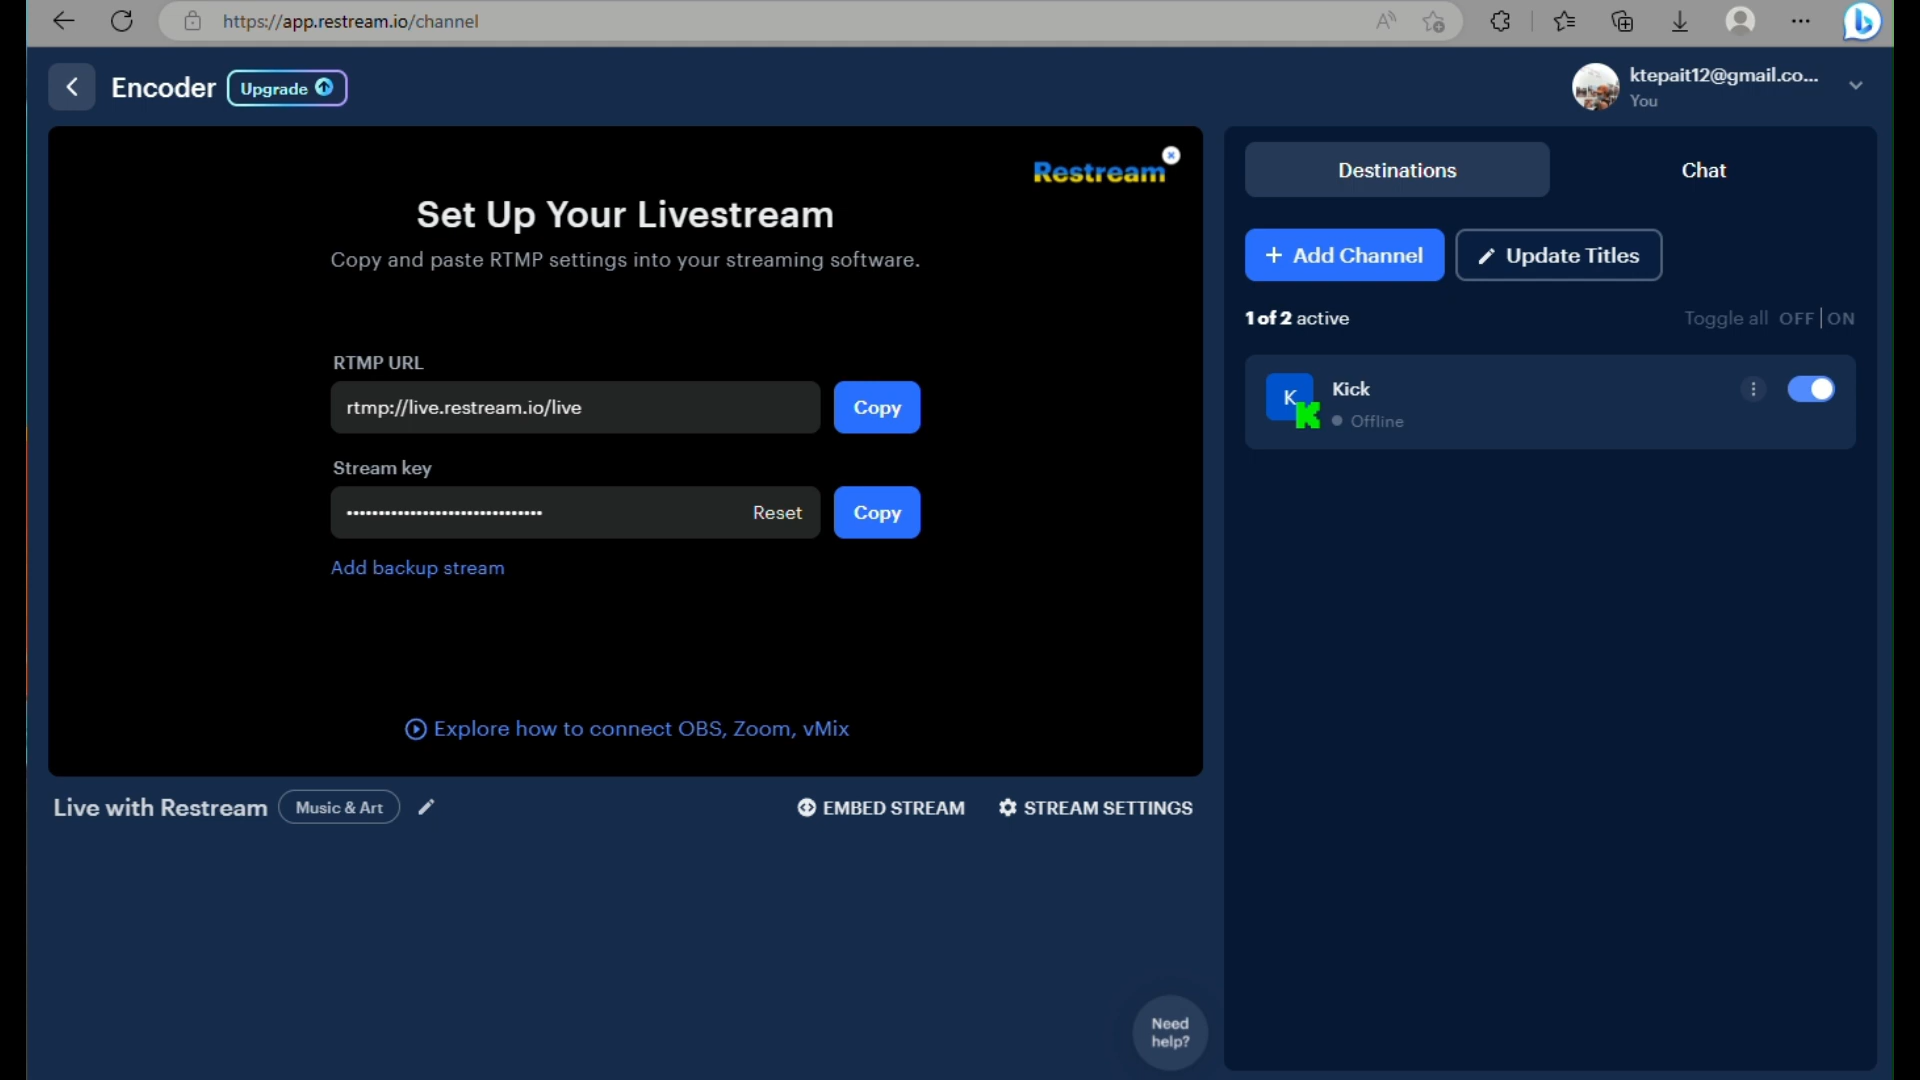 https://app.restream.io/channel
Encoder
Upgrade
ktepait12@gmail.co...
You
Restream
Set Up Your Livestream
Copy and paste RTMP settings into your streaming software.
RTMP URL
rtmp://live.restream.io/live
Copy
Stream key
•••••••••••••••••••••••••••••••
Reset
Copy
Add backup stream
Explore how to connect OBS, Zoom, vMix
Live with Restream
Music & Art
EMBED STREAM
STREAM SETTINGS
Need
help?
Destinations
Chat
+ Add Channel
Update Titles
1 of 2 active
Toggle all OFF | ON
K
K
Kick
Offline